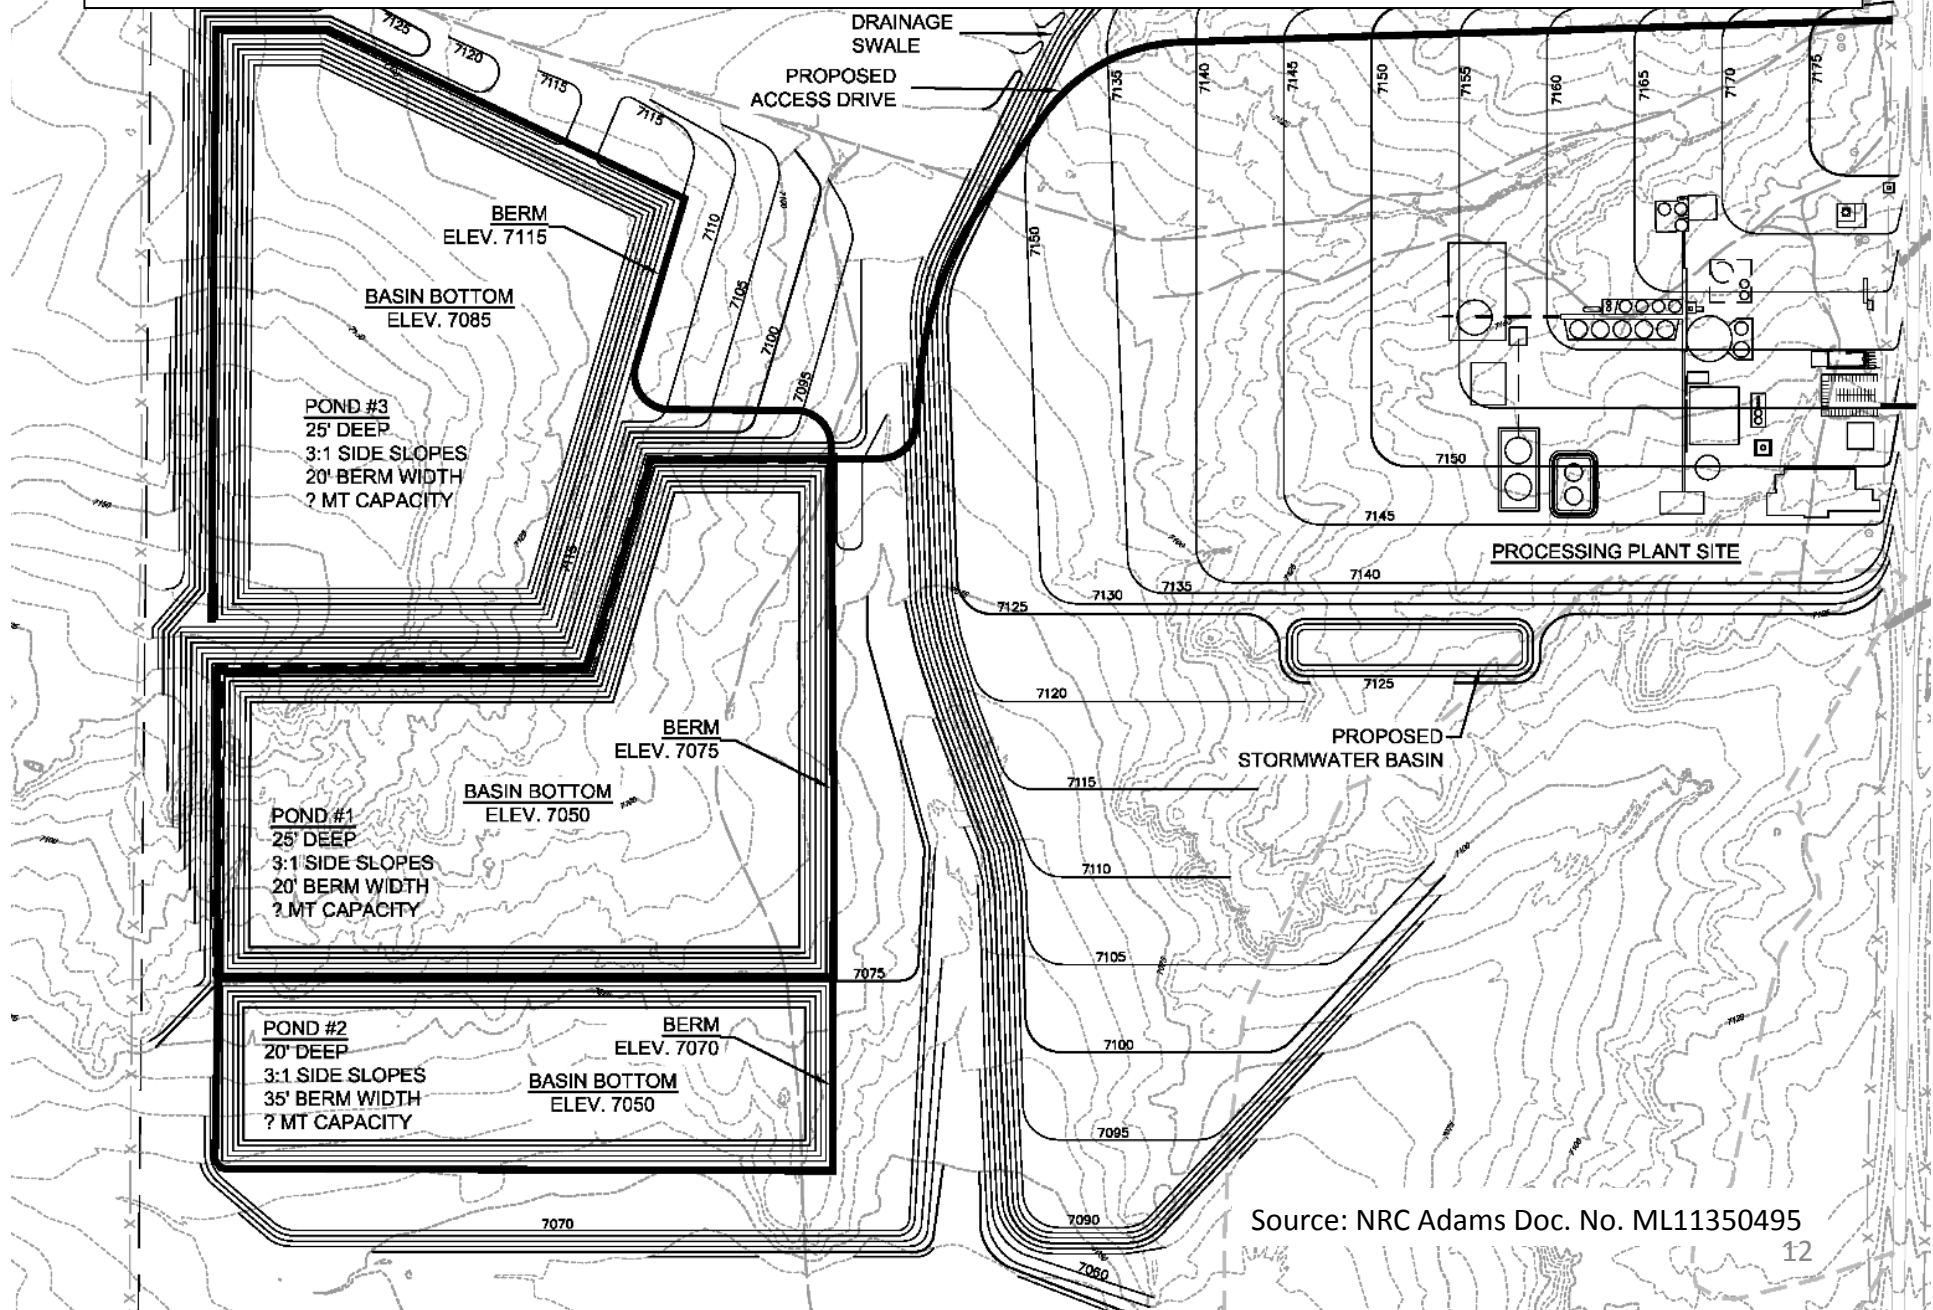 DRAINAGE
SWALE
PROPOSED
ACCESS DRIVE
7125
7120
7115
7115
7110
7105
7100
7095
7135
7140
7145
7150
7155
7160
7165
7170
7175
7150
BERM
ELEV. 7115
BASIN BOTTOM
ELEV. 7085
POND #3
25' DEEP
3:1 SIDE SLOPES
20' BERM WIDTH
? MT CAPACITY
7115
7150
7145
PROCESSING PLANT SITE
7140
7135
7130
7125
7125
PROPOSED
STORMWATER BASIN
7120
7115
7110
7105
7100
7095
7090
7060
BERM
ELEV. 7075
BASIN BOTTOM
ELEV. 7050
POND #1
25' DEEP
3:1 SIDE SLOPES
20' BERM WIDTH
? MT CAPACITY
7075
POND #2
20' DEEP
3:1 SIDE SLOPES
35' BERM WIDTH
? MT CAPACITY
BERM
ELEV. 7070
BASIN BOTTOM
ELEV. 7050
7070
Source: NRC Adams Doc. No. ML11350495
12